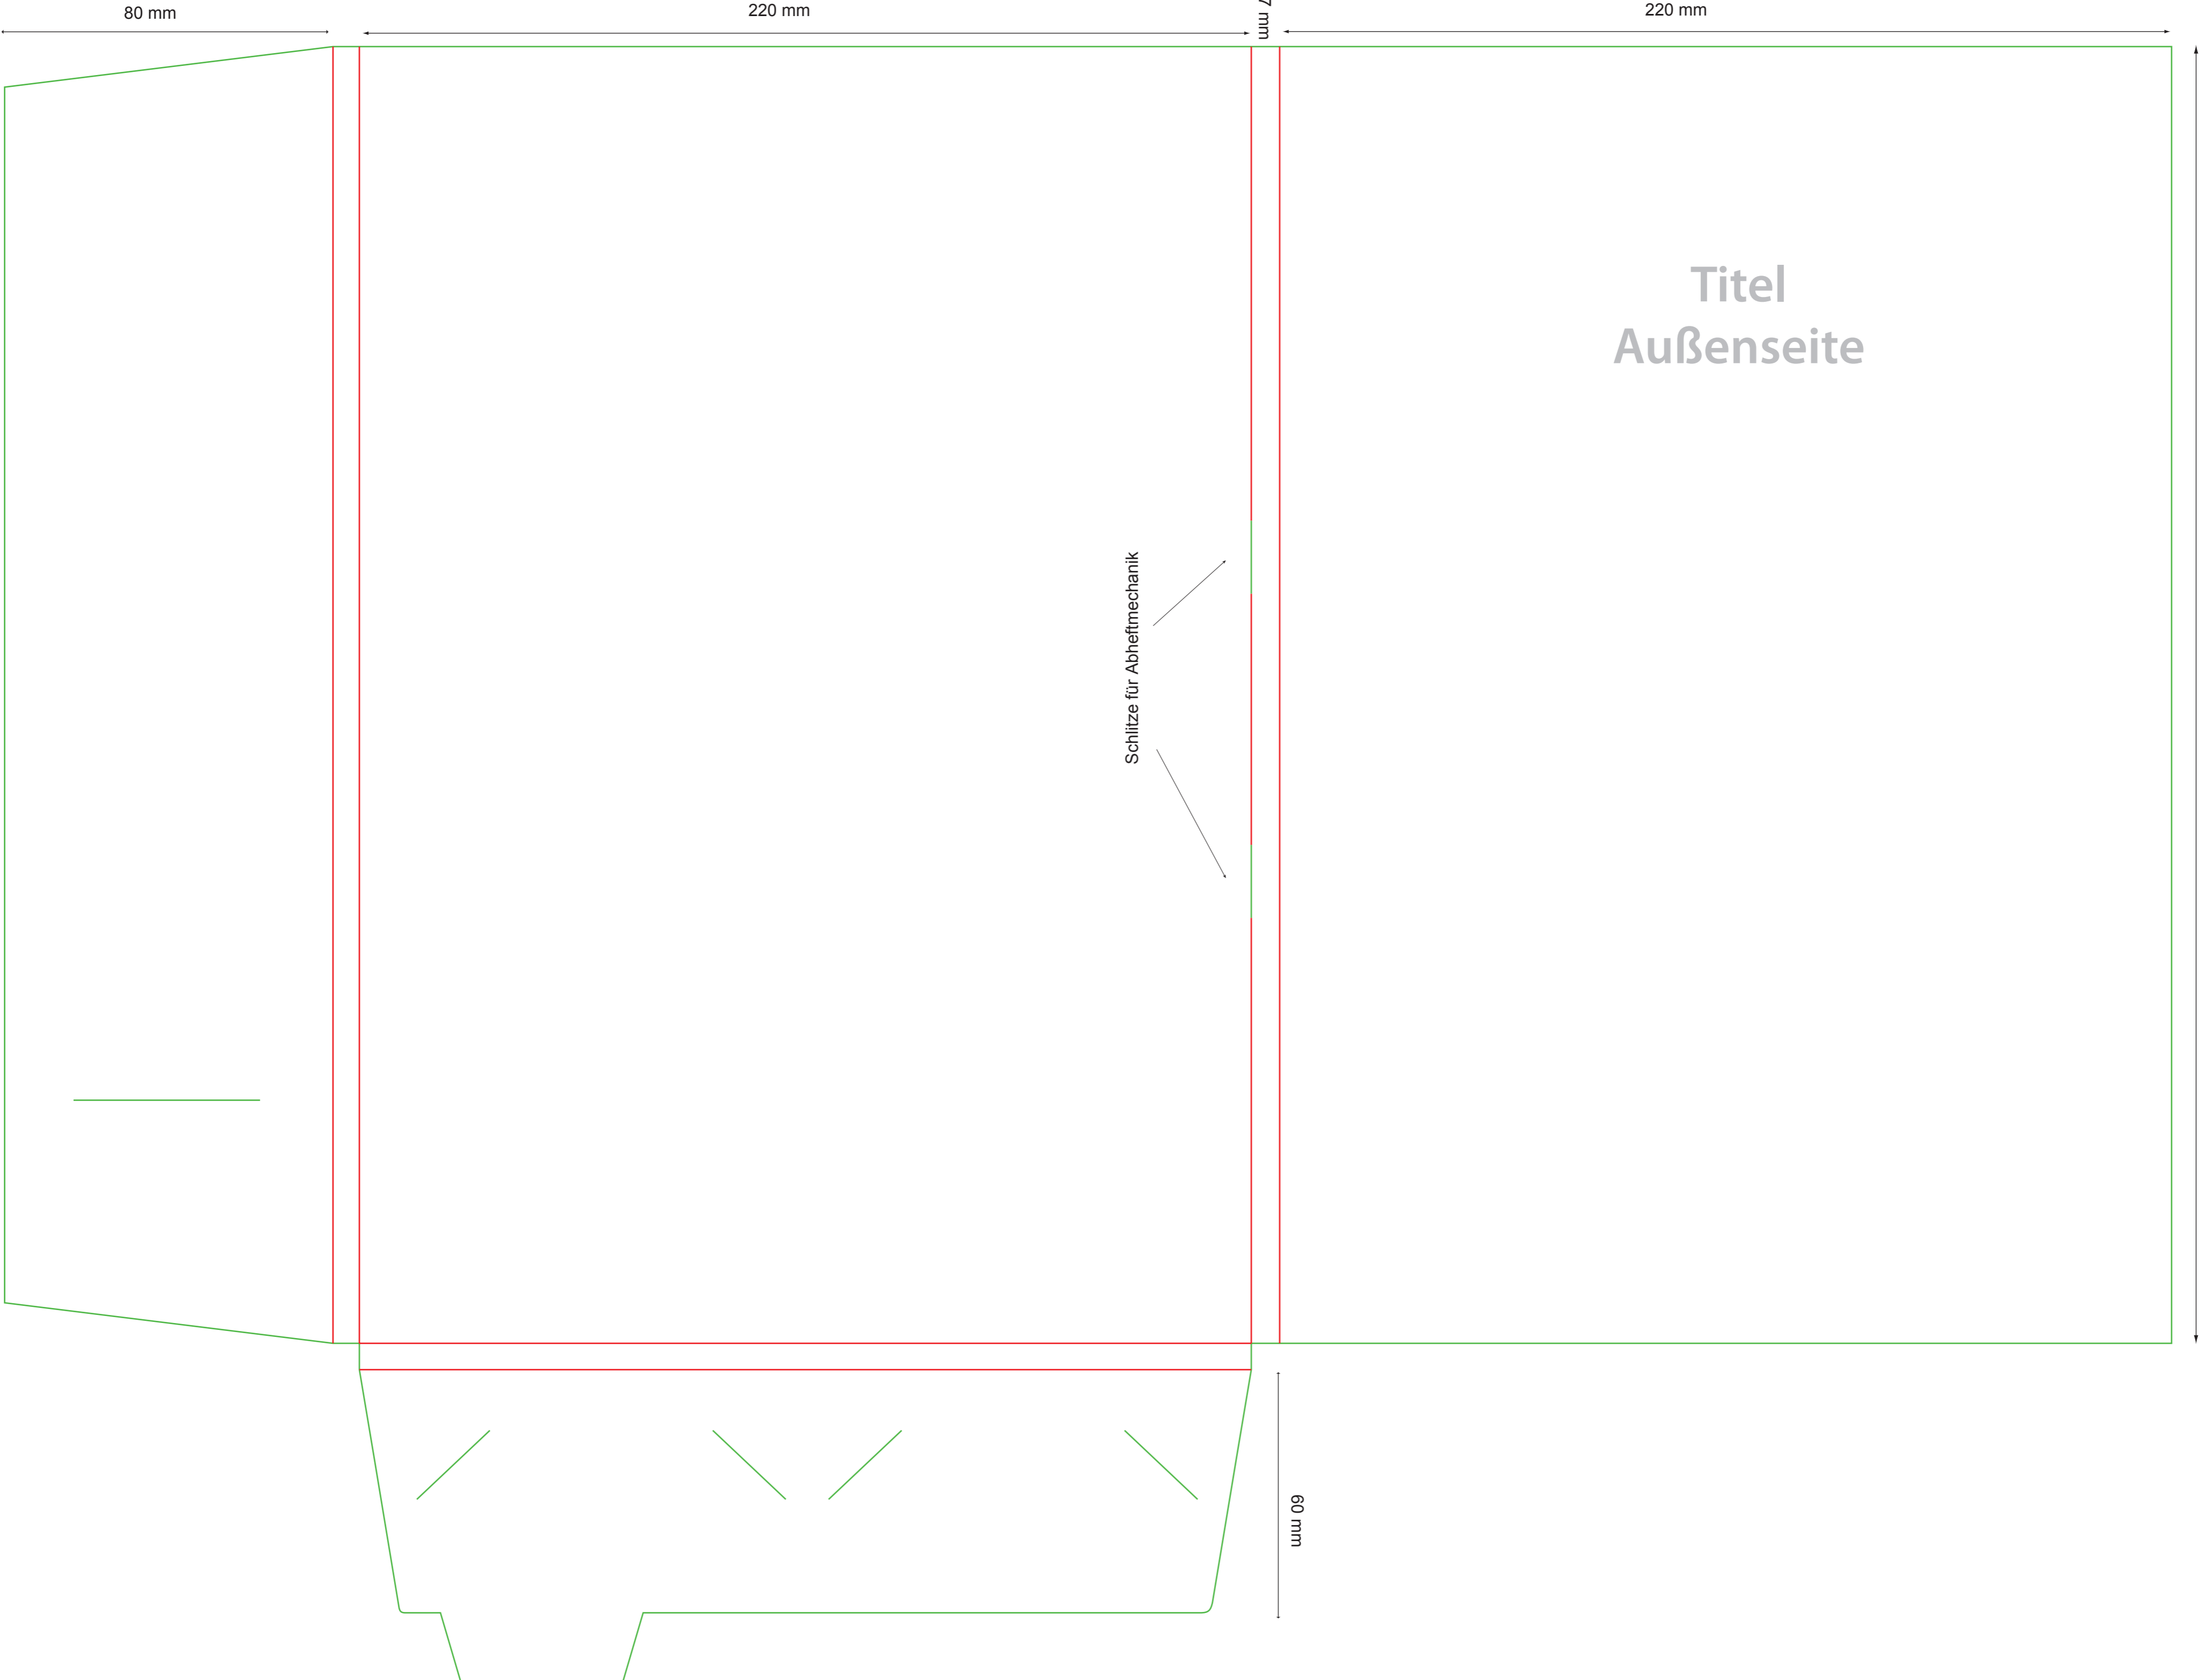 80 mm
220 mm
7 mm
220 mm
Titel
Außenseite
Schlitze für Abheftmechanik
60 mm